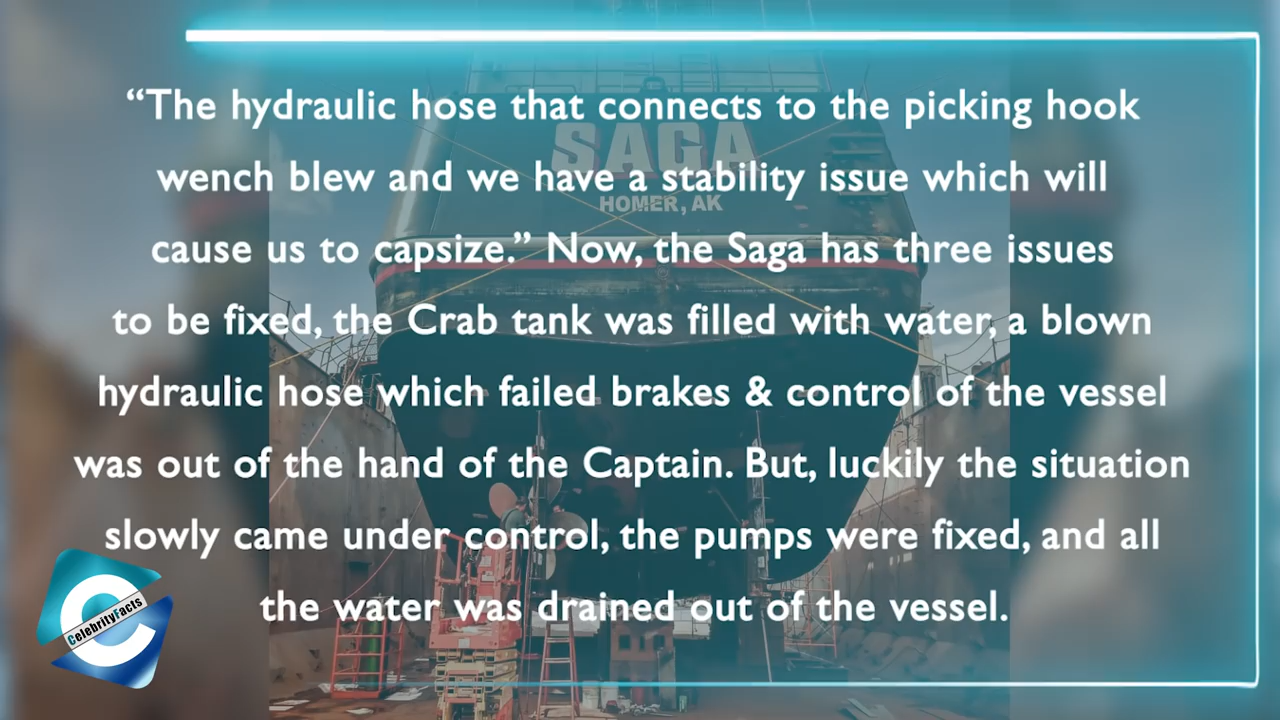 “The hydraulic hose that connects to the picking hook
wench blew and we have a stability issue which will
cause us to capsize.” Now, the Saga has three issues
to be fixed, the Crab tank was filled with water, a blown
hydraulic hose which failed brakes & control of the vessel
was out of the hand of the Captain. But, luckily the situation
slowly came under control, the pumps were fixed, and all
the water was drained out of the vessel.
SAGA
HOMER, AK
CelebrityFacts